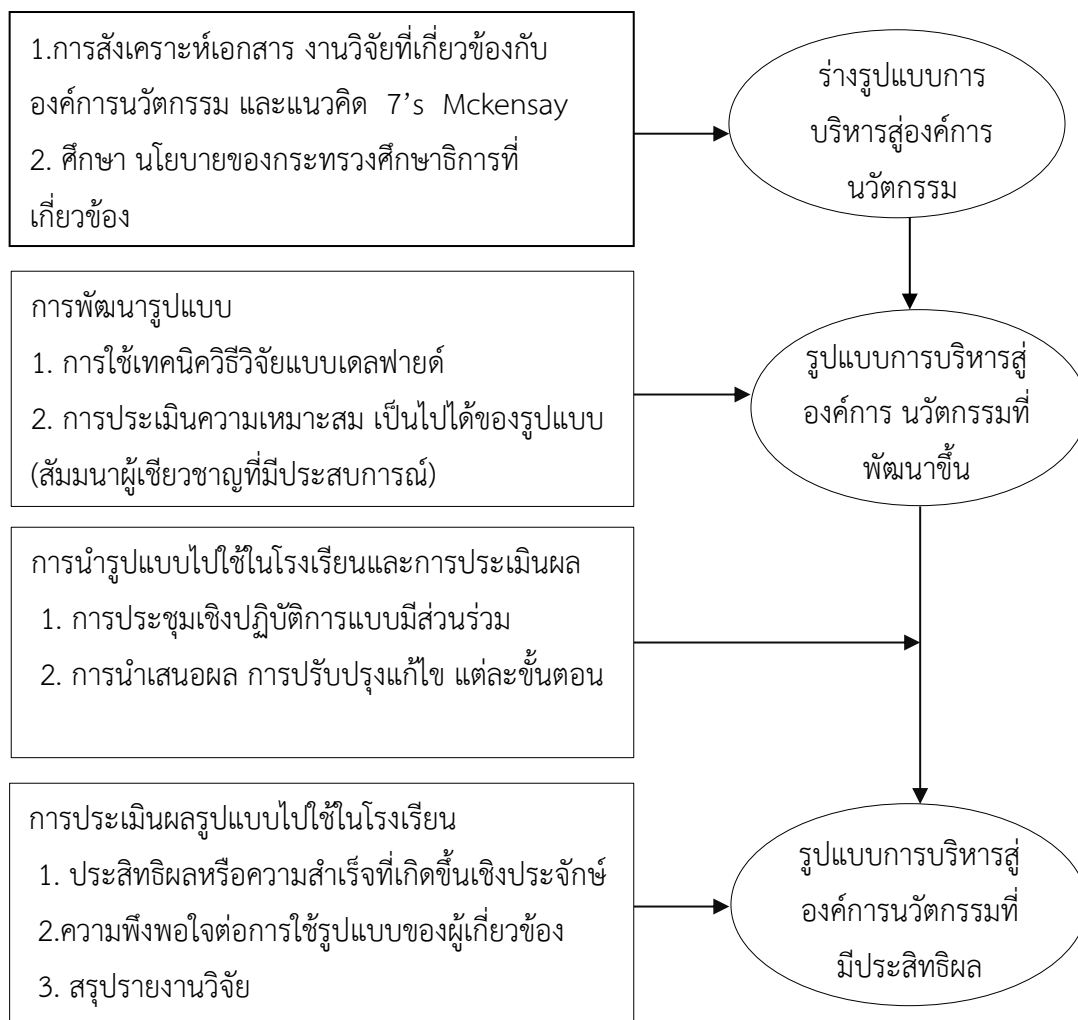 1.การสังเคราะห์เอกสาร งานวิจัยที่เกี่ยวข้องกับ
องค์การนวัตกรรม และแนวคิด 7’s Mckensay
2. ศึกษา นโยบายของกระทรวงศึกษาธิการที่
เกี่ยวข้อง
ร่างรูปแบบการ
บริหารสู่องค์การ
นวัตกรรม
การพัฒนารูปแบบ
1. การใช้เทคนิควิธีวิจัยแบบเดลฟายด์
2. การประเมินความเหมาะสม เป็นไปได้ของรูปแบบ
(สัมมนาผู้เชียวชาญที่มีประสบการณ์)
รูปแบบการบริหารสู่
องค์การ นวัตกรรมที่
พัฒนาขึ้น
การนำรูปแบบไปใช้ในโรงเรียนและการประเมินผล
1. การประชุมเชิงปฏิบัติการแบบมีส่วนร่วม
2. การนำเสนอผล การปรับปรุงแก้ไข แต่ละขั้นตอน
การประเมินผลรูปแบบไปใช้ในโรงเรียน
1. ประสิทธิผลหรือความสำเร็จที่เกิดขึ้นเชิงประจักษ์
2.ความพึงพอใจต่อการใช้รูปแบบของผู้เกี่ยวข้อง
3. สรุปรายงานวิจัย
รูปแบบการบริหารสู่
องค์การนวัตกรรมที่
มีประสิทธิผล